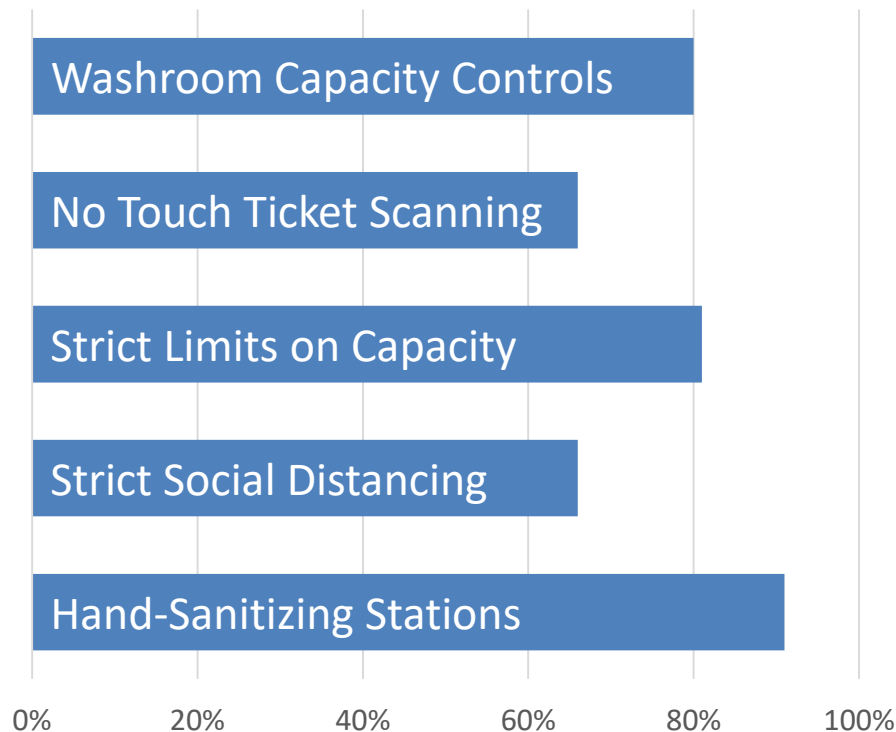 Washroom Capacity Controls
No Touch Ticket Scanning
Strict Limits on Capacity
Strict Social Distancing
Hand-Sanitizing Stations
0% 20% 40% 60% 80% 100%